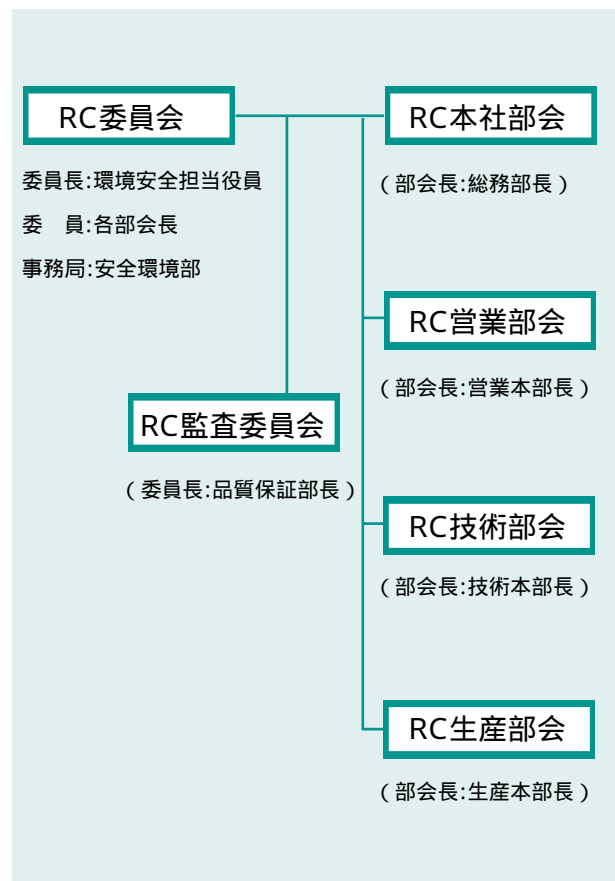 RC委員会
委員長:環境安全担当役員
委　員:各部会長
事務局:安全環境部
RC監査委員会
(委員長:品質保証部長)
RC本社部会
(部会長:総務部長)
RC営業部会
(部会長:営業本部長)
RC技術部会
(部会長:技術本部長)
RC生産部会
(部会長:生産本部長)